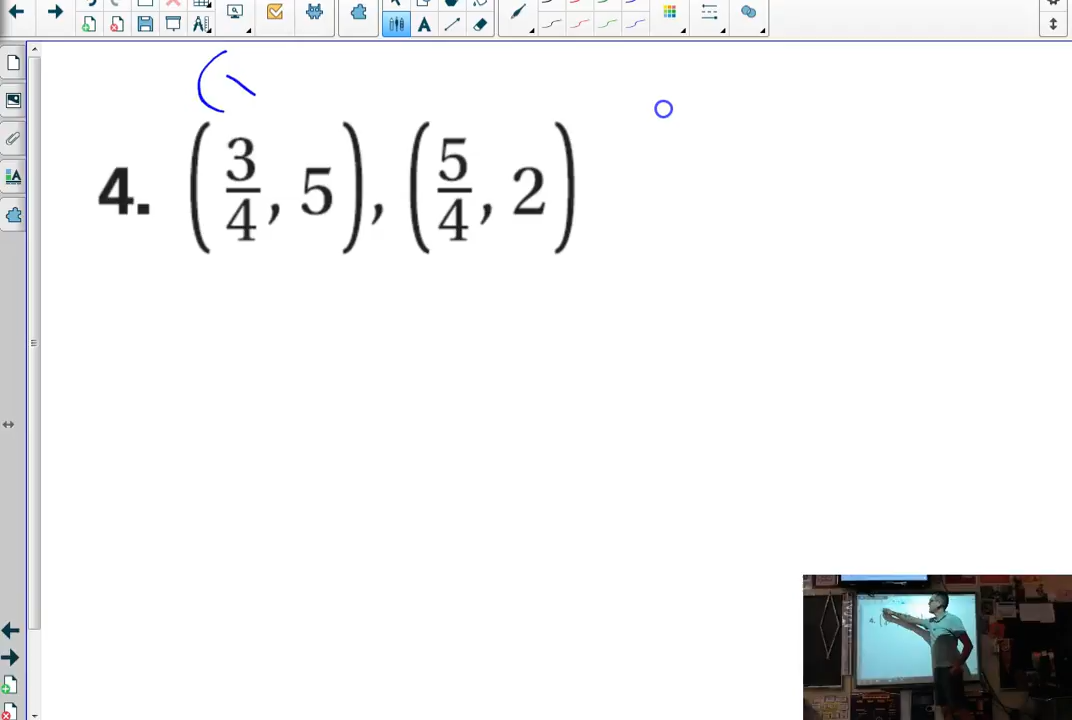 (
4. (3/4, 5), (5/4, 2)